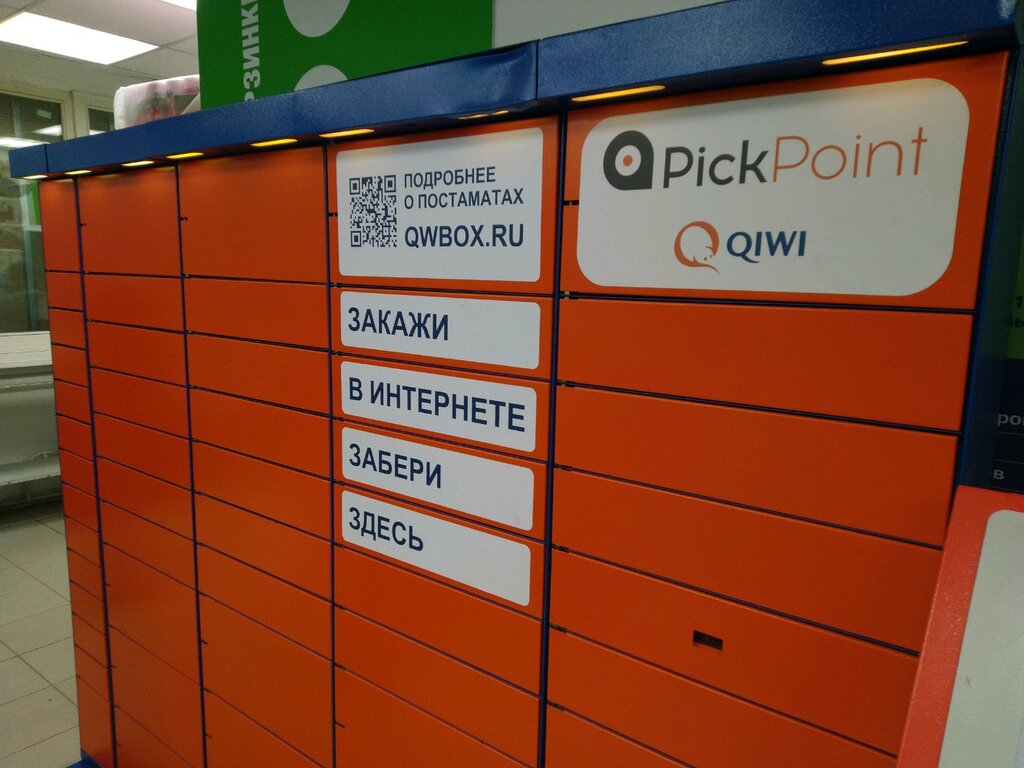 ПОДРОБНЕЕ
О ПОСТАМАТАХ
QWBOX.RU
ЗАКАЖИ
В ИНТЕРНЕТЕ
ЗАБЕРИ
ЗДЕСЬ
PickPoint
QIWI